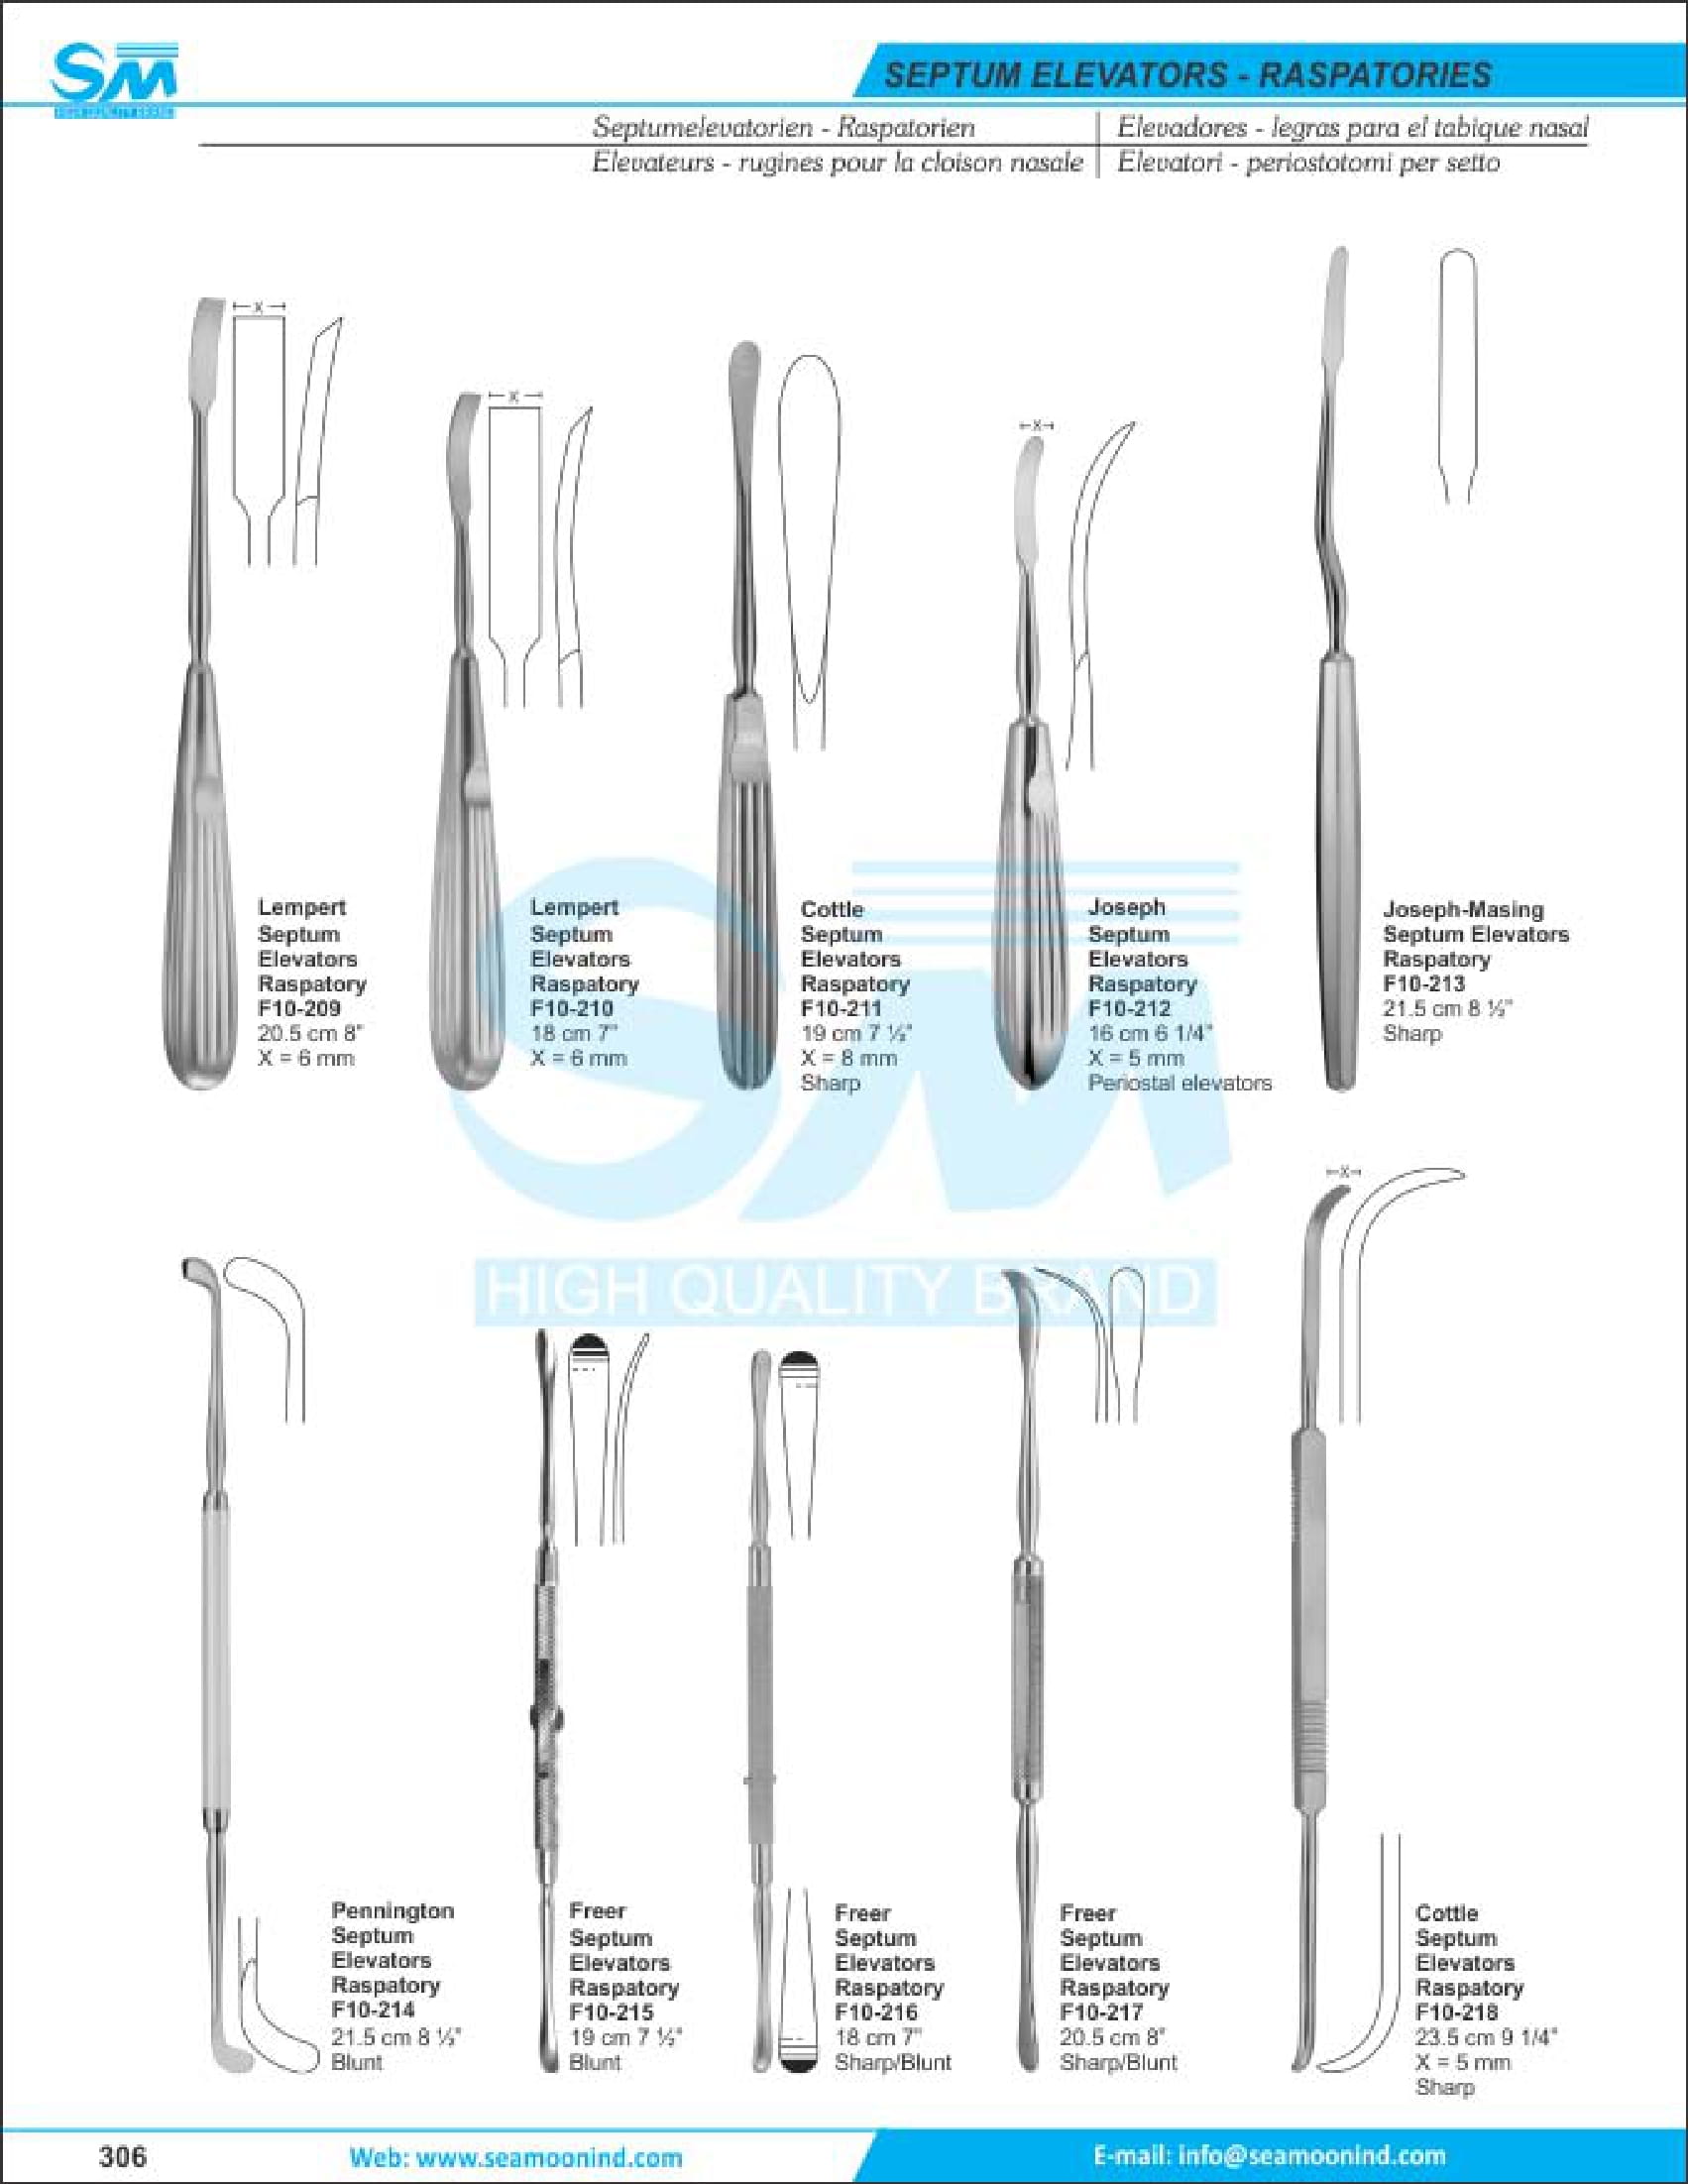 SM
SEPTUM ELEVATORS - RASPATORIES
Septumelevatorien - Raspatorien
Elevadores - legras para el tabique nasal
Elevateurs - rugines pour la cloison nasale
Elevatori - periostotomi per setto
X
X
X
Lempert
Septum
Elevators
Raspatory
F10-209
20.5 cm 8"
X = 6 mm
Lempert
Septum
Elevators
Raspatory
F10-210
18 cm 7"
X = 6 mm
Cottle
Septum
Elevators
Raspatory
F10-211
19 cm 7 ½"
X = 8 mm
Sharp
Joseph
Septum
Elevators
Raspatory
F10-212
16 cm 6 1/4"
X = 5 mm
Periostal elevators
Joseph-Masing
Septum Elevators
Raspatory
F10-213
21.5 cm 8 ½"
Sharp
SM
HIGH QUALITY BRAND
X
Pennington
Septum
Elevators
Raspatory
F10-214
21.5 cm 8 ½"
Blunt
Freer
Septum
Elevators
Raspatory
F10-215
19 cm 7 ½"
Blunt
Freer
Septum
Elevators
Raspatory
F10-216
18 cm 7"
Sharp/Blunt
Freer
Septum
Elevators
Raspatory
F10-217
20.5 cm 8"
Sharp/Blunt
Cottle
Septum
Elevators
Raspatory
F10-218
23.5 cm 9 1/4"
X = 5 mm
Sharp
306
Web: www.seamoonind.com
E-mail: info@seamoonind.com